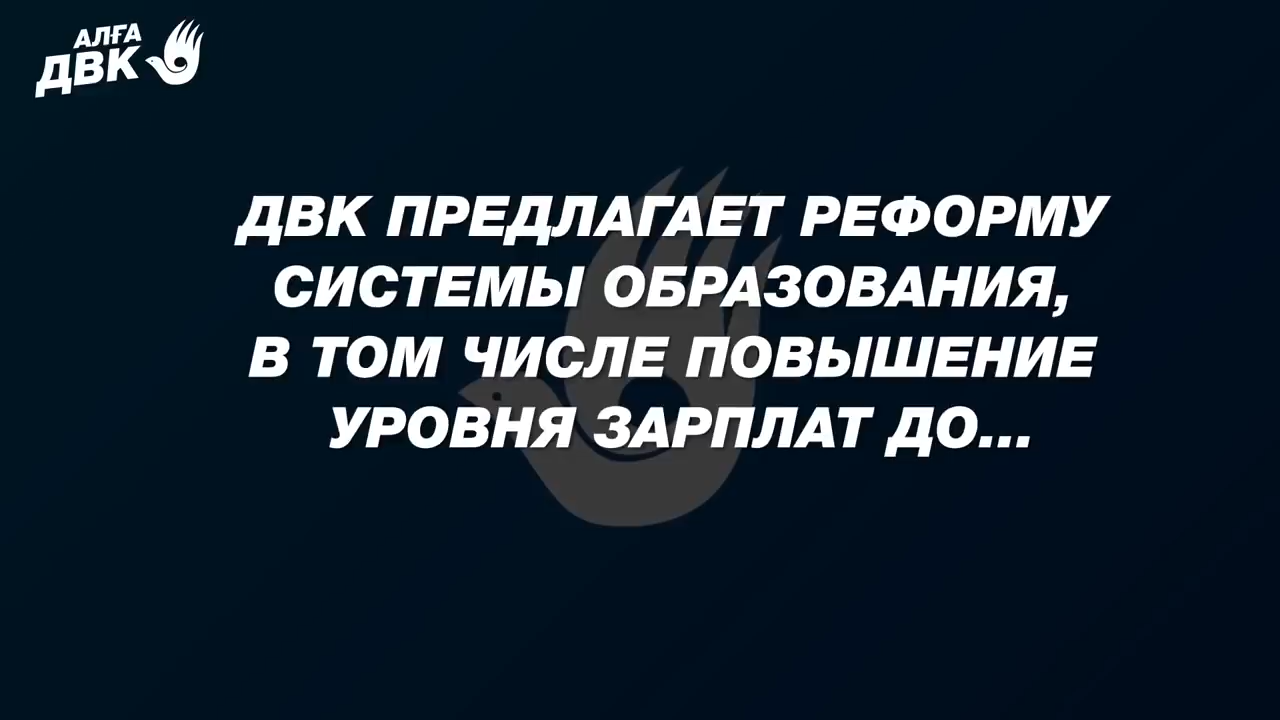 АЛҒА
ДВК
ДВК ПРЕДЛАГАЕТ РЕФОРМУ
СИСТЕМЫ ОБРАЗОВАНИЯ,
В ТОМ ЧИСЛЕ ПОВЫШЕНИЕ
УРОВНЯ ЗАРПЛАТ ДО...